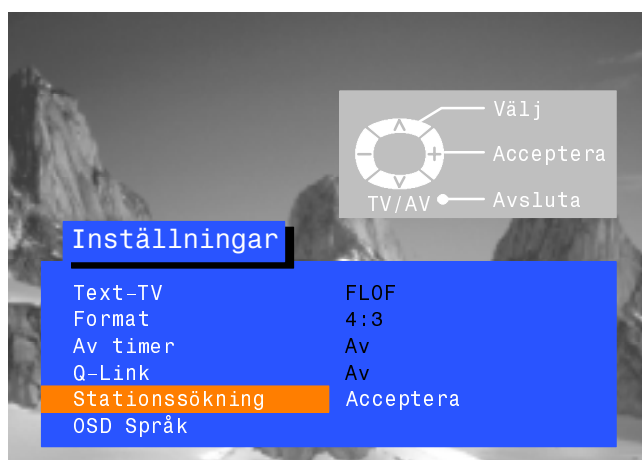 Välj
Acceptera
TV/AV Avsluta
Inställningar
Text-TV FLOF
Format 4:3
Av timer Av
Q-Link Av
Stationssökning Acceptera
OSD Språk